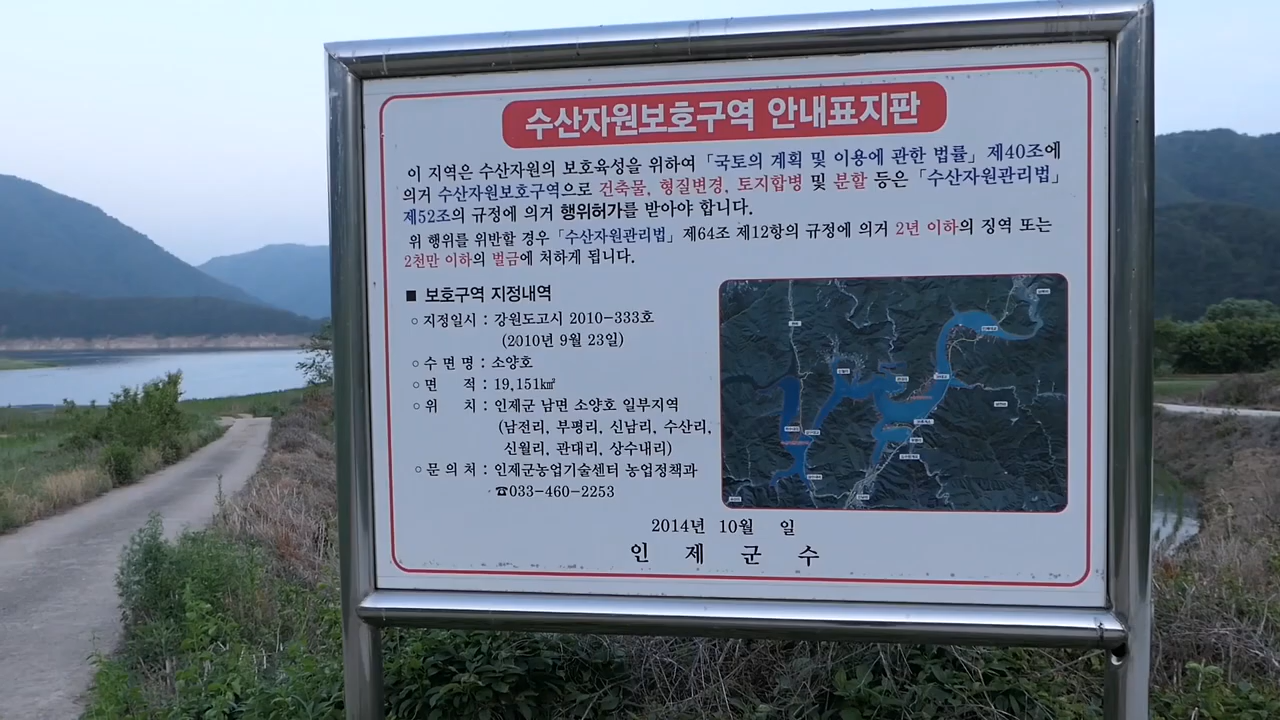 수산자원보호구역 안내표지판
이 지역은 수산자원의 보호육성을 위하여 「국토의 계획 및 이용에 관한 법률」 제40조에
의거 수산자원보호구역으로 건축물, 형질변경, 토지합병 및 분할 등은 「수산자원관리법」
제52조의 규정에 의거 행위허가를 받아야 합니다.
위 행위를 위반할 경우 「수산자원관리법」 제64조 제12항의 규정에 의거 2년 이하의 징역 또는
2천만 이하의 벌금에 처하게 됩니다.
■ 보호구역 지정내역
○ 지정일시 : 강원도고시 2010-333호
(2010년 9월 23일)
○ 수 면 명 : 소양호
○ 면 적 : 19,151㎢
○ 위 치 : 인제군 남면 소양호 일부지역
(남전리, 부평리, 신남리, 수산리,
신월리, 관대리, 상수내리)
○ 문 의 처 : 인제군농업기술센터 농업정책과
☎033-460-2253
2014년 10월 일
인 제 군 수